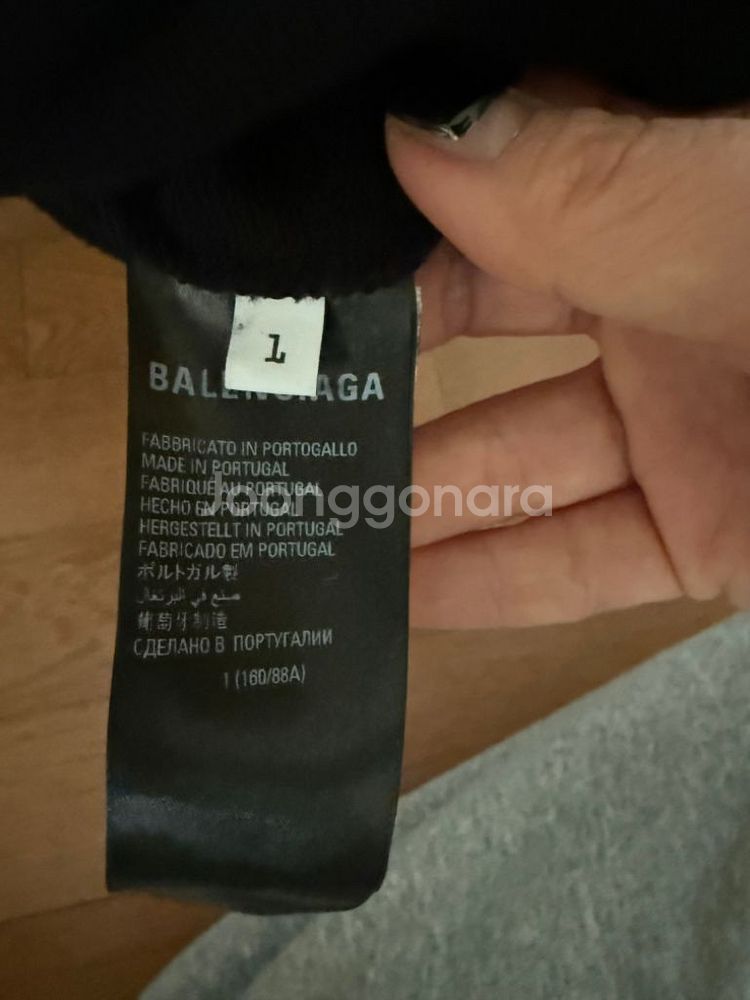 1
BALENCIAGA
FABBRICATO IN PORTOGALLO
MADE IN PORTUGAL
FABRIQUE AU PORTUGAL
HECHO EN PORTUGAL
HERGESTELLT IN PORTUGAL
FABRICADO EM PORTUGAL
ポルトガル製
صنع في البرتغال
葡萄牙制造
СДЕЛАНО В ПОРТУГАЛИИ
1 (160/88A)
Joonggonara